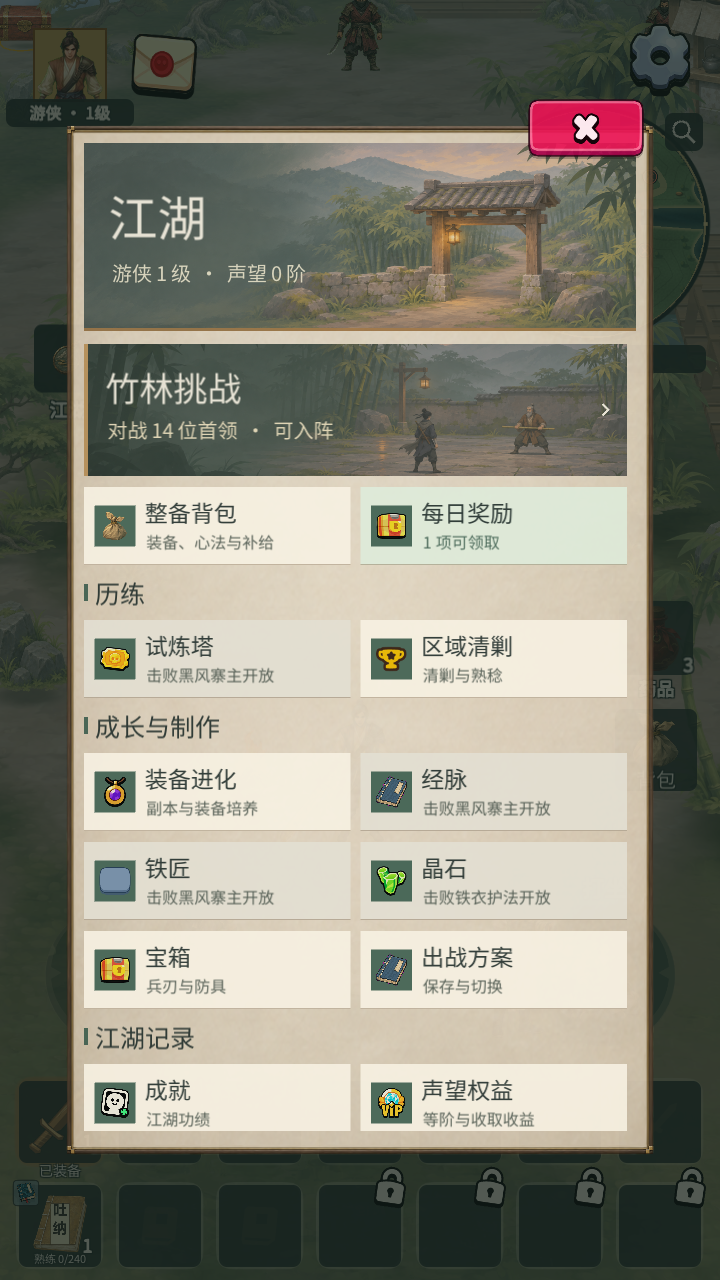 游侠 · 1级
江湖
游侠1级 · 声望0阶
竹林挑战
对战14位首领 · 可入阵
整备背包
装备、心法与补给
每日奖励
1 项可领取
历练
试炼塔
击败黑风寨主开放
区域清剿
清剿与熟稔
3
成长与制作
装备进化
副本与装备培养
经脉
击败黑风寨主开放
铁匠
击败黑风寨主开放
晶石
击败铁衣护法开放
宝箱
兵刃与防具
出战方案
保存与切换
江湖记录
成就
江湖功绩
声望权益
等阶与收取收益
VIP
已装备
吐纳
1
熟练 0/240